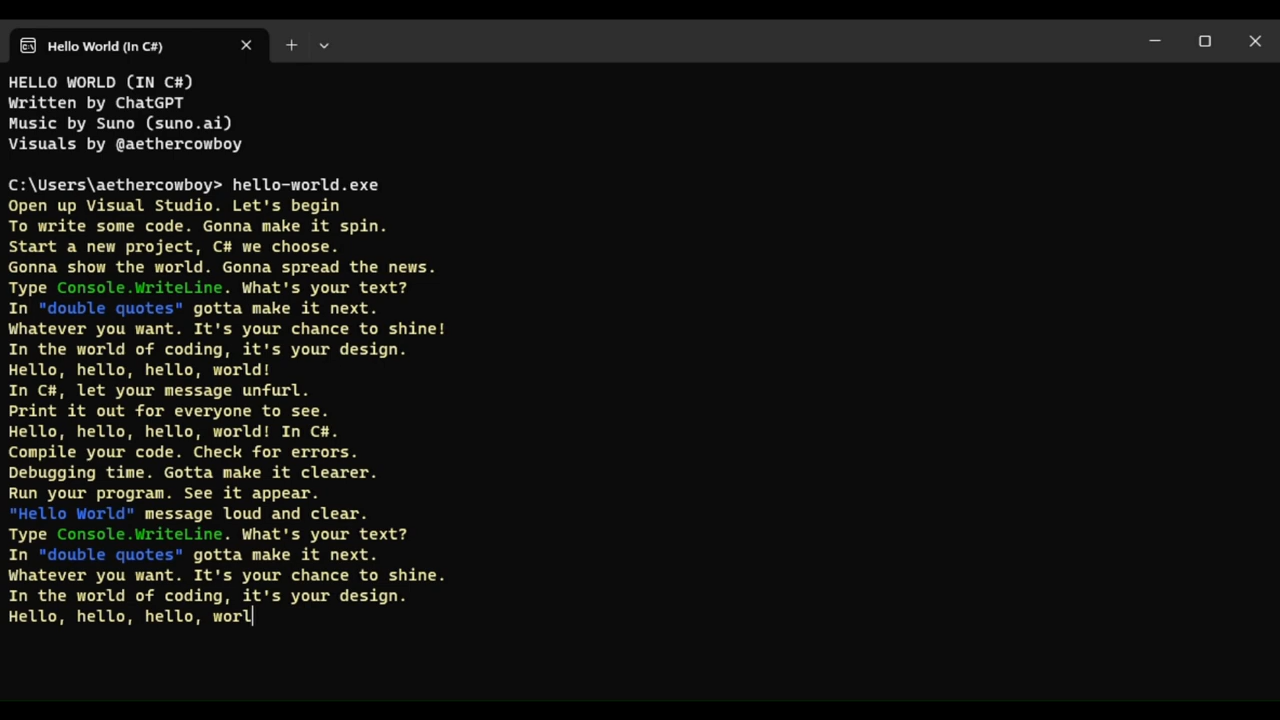 Hello World (In C#)
HELLO WORLD (IN C#)
Written by ChatGPT
Music by Suno (suno.ai)
Visuals by @aethercowboy
C:\Users\aethercowboy> hello-world.exe
Open up Visual Studio. Let's begin
To write some code. Gonna make it spin.
Start a new project, C# we choose.
Gonna show the world. Gonna spread the news.
Type Console.WriteLine. What's your text?
In "double quotes" gotta make it next.
Whatever you want. It's your chance to shine!
In the world of coding, it's your design.
Hello, hello, hello, world!
In C#, let your message unfurl.
Print it out for everyone to see.
Hello, hello, hello, world! In C#.
Compile your code. Check for errors.
Debugging time. Gotta make it clearer.
Run your program. See it appear.
"Hello World" message loud and clear.
Type Console.WriteLine. What's your text?
In "double quotes" gotta make it next.
Whatever you want. It's your chance to shine.
In the world of coding, it's your design.
Hello, hello, hello, worl